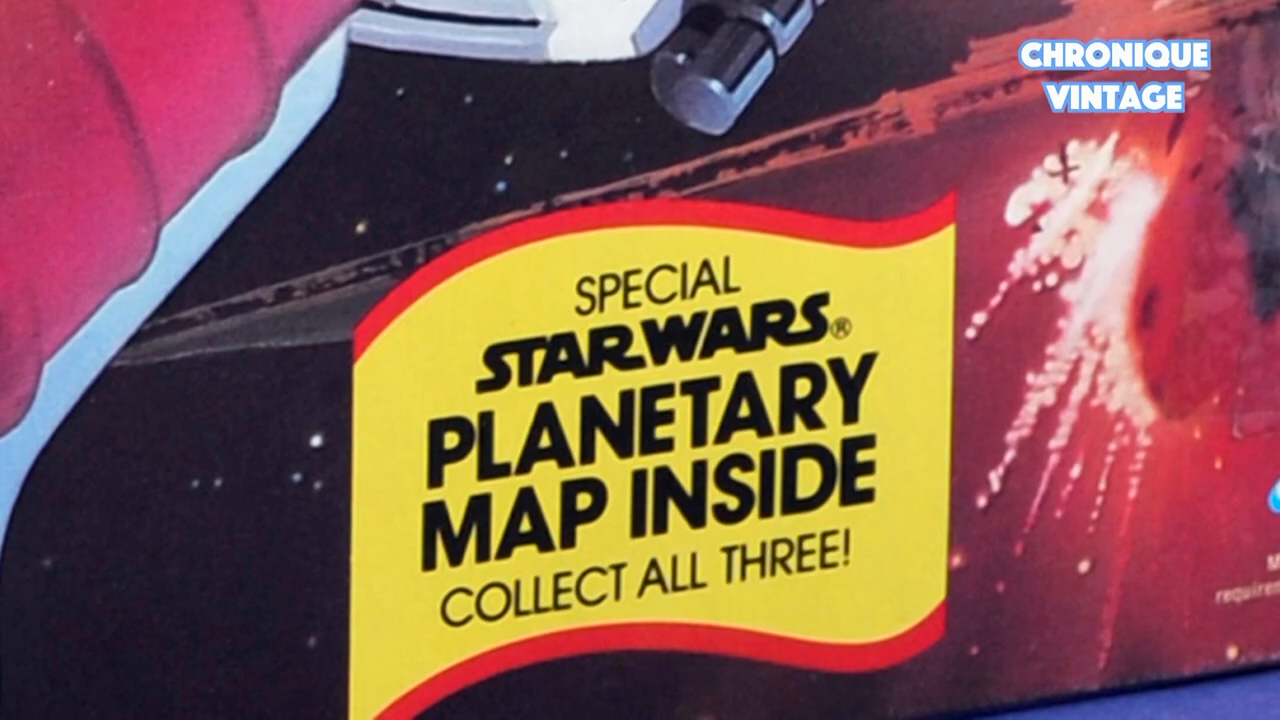 CHRONIQUE
VINTAGE
SPECIAL
STAR WARS®
PLANETARY
MAP INSIDE
COLLECT ALL THREE!